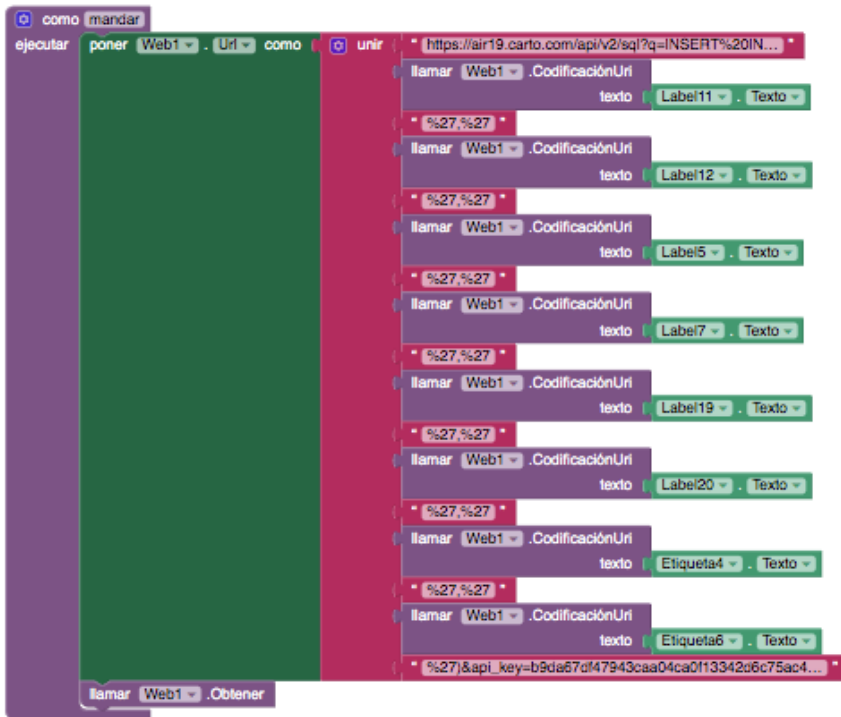 como mandar
ejecutar poner Web1 . Url como unir " https://air19.carto.com/api/v2/sql?q=INSERT%20IN... "
llamar Web1 .CodificaciónUri
texto Label11 . Texto
" %27,%27 "
llamar Web1 .CodificaciónUri
texto Label12 . Texto
" %27,%27 "
llamar Web1 .CodificaciónUri
texto Label5 . Texto
" %27,%27 "
llamar Web1 .CodificaciónUri
texto Label7 . Texto
" %27,%27 "
llamar Web1 .CodificaciónUri
texto Label19 . Texto
" %27,%27 "
llamar Web1 .CodificaciónUri
texto Label20 . Texto
" %27,%27 "
llamar Web1 .CodificaciónUri
texto Etiqueta4 . Texto
" %27,%27 "
llamar Web1 .CodificaciónUri
texto Etiqueta6 . Texto
" %27)&api_key=b9da67df47943caa04ca0f13342d6c75ac4... "
llamar Web1 .Obtener